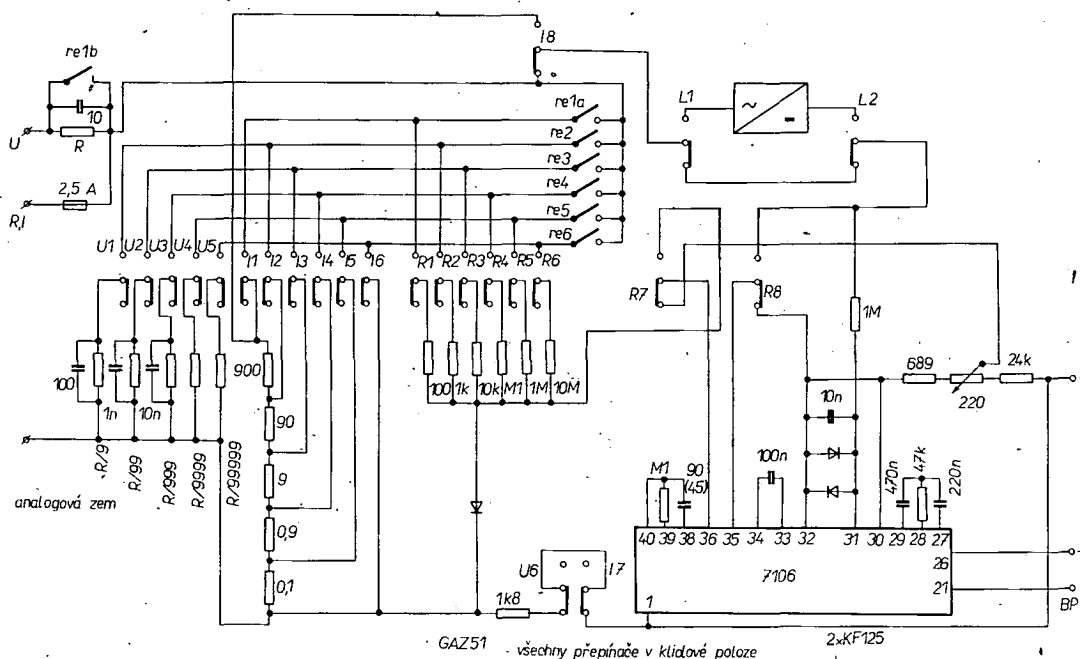 I8
re1b
10
R
U
2,5 A
R,I
re1a
re2
re3
re4
re5
re6
L1
L2
~
U1 U2 U3 U4 U5
I1 I2 I3 I4 I5 I6
R1 R2 R3 R4 R5 R6
R7
R8
1M
100
1n
10n
R/9
R/99
R/999
R/9999
R/99999
analogová zem
900
90
9
0,9
0,1
100 1k 10k M1 1M 10M
689
220
24k
10n
100n
M1
90
(45)
470n
47k
220n
40 39 38 36 35 34 33 32 31 30 29 28 27
26
21
7106
1
U6
I7
1k8
BP
GAZ51
všechny přepínače v klidové poloze
2xKF125